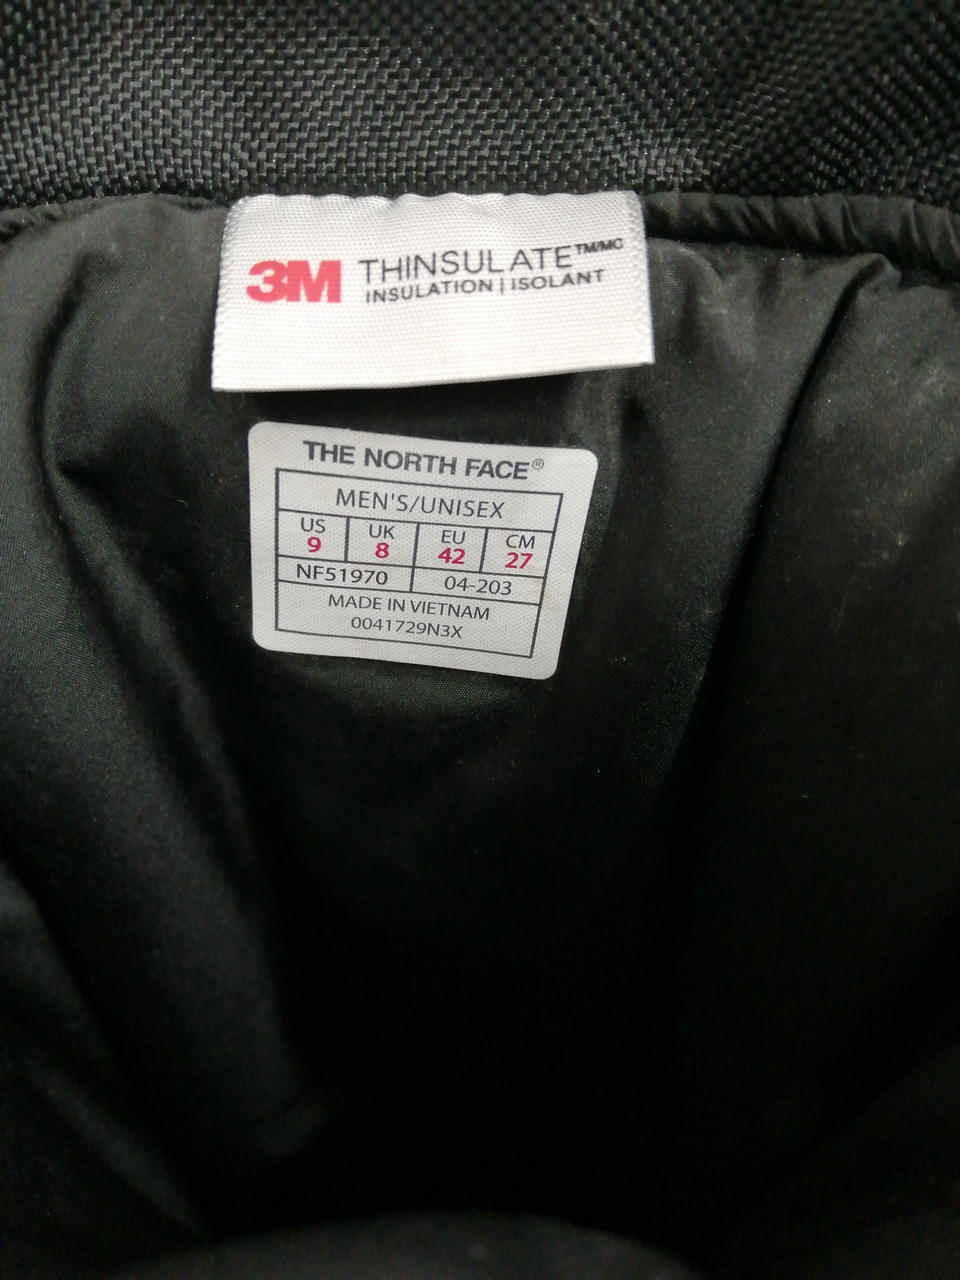 3M THINSULATE™/MC
INSULATION | ISOLANT
THE NORTH FACE®
MEN'S/UNISEX
US UK EU CM
9 8 42 27
NF51970 04-203
MADE IN VIETNAM
0041729N3X